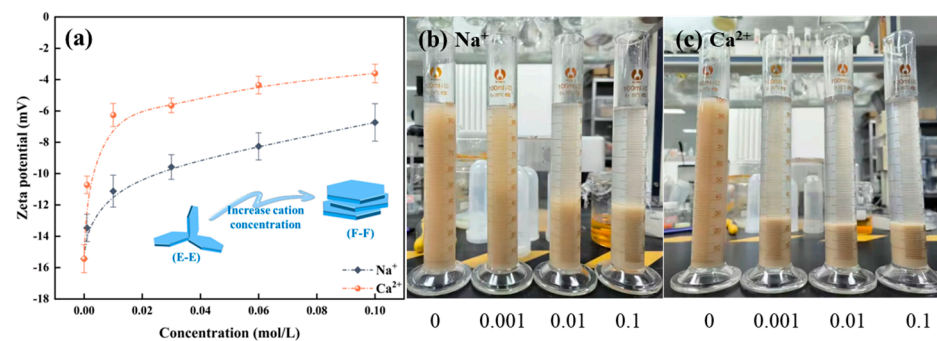 (a)
Zeta potential (mV)
0
-2
-4
-6
-8
-10
-12
-14
-16
-18
0.00 0.02 0.04 0.06 0.08 0.10
Concentration (mol/L)
Increase cation
concentration
(E-E)
(F-F)
Na⁺
Ca²⁺
(b) Na⁺
100ml
0 0.001 0.01 0.1
(c) Ca²⁺
100ml
0 0.001 0.01 0.1